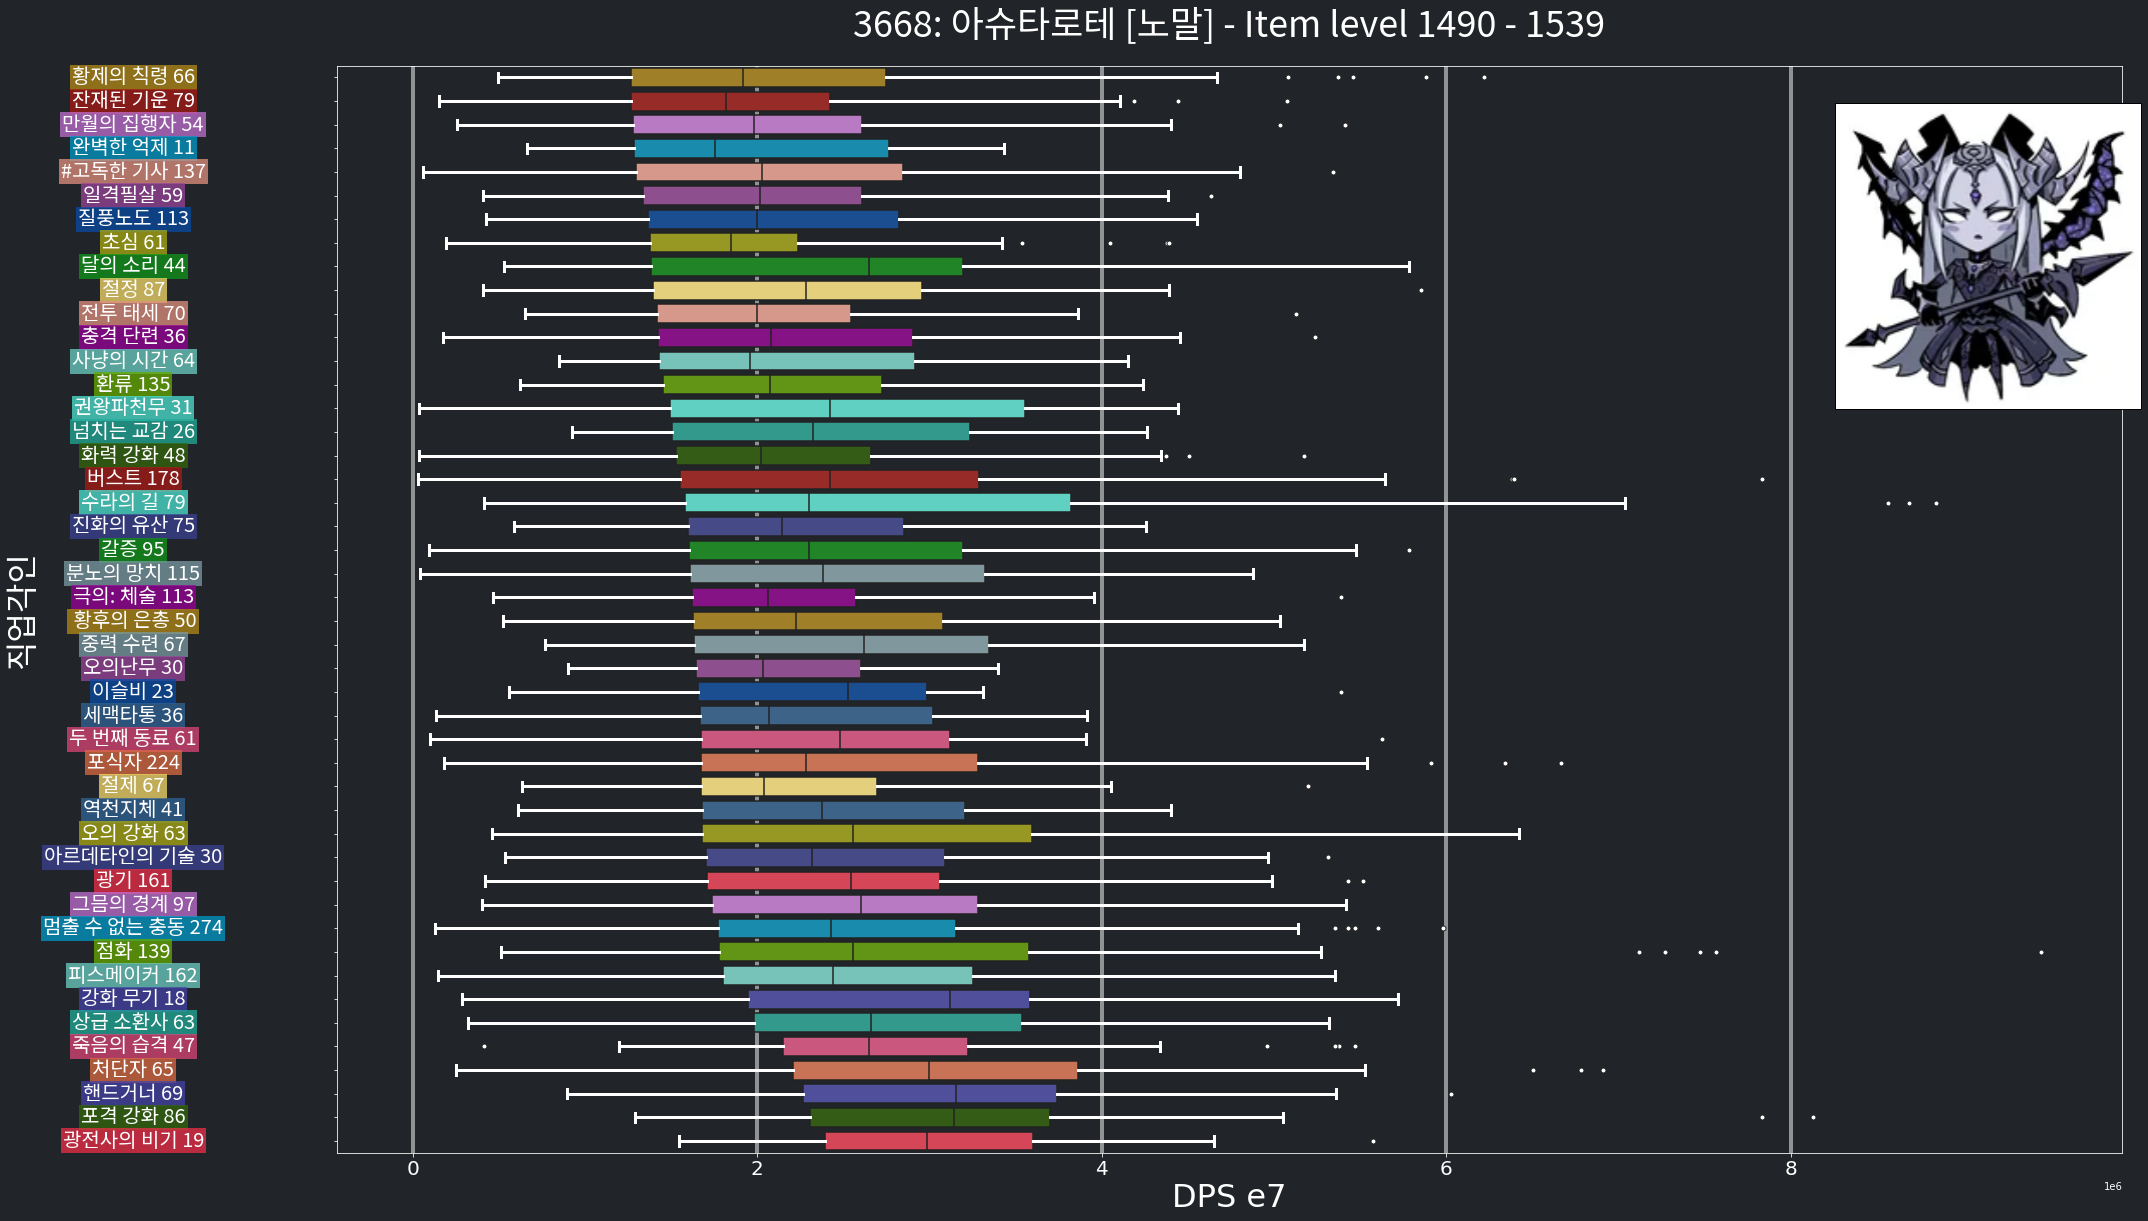 3668: 아슈타로테 [노말] - Item level 1490 - 1539
직업각인
황제의 칙령 66
잔재된 기운 79
만월의 집행자 54
완벽한 억제 11
#고독한 기사 137
일격필살 59
질풍노도 113
초심 61
달의 소리 44
절정 87
전투 태세 70
충격 단련 36
사냥의 시간 64
환류 135
권왕파천무 31
넘치는 교감 26
화력 강화 48
버스트 178
수라의 길 79
진화의 유산 75
갈증 95
분노의 망치 115
극의: 체술 113
황후의 은총 50
중력 수련 67
오의난무 30
이슬비 23
세맥타통 36
두 번째 동료 61
포식자 224
절제 67
역천지체 41
오의 강화 63
아르데타인의 기술 30
광기 161
그믐의 경계 97
멈출 수 없는 충동 274
점화 139
피스메이커 162
강화 무기 18
상급 소환사 63
죽음의 습격 47
처단자 65
핸드거너 69
포격 강화 86
광전사의 비기 19
0 2 4 6 8
1e6
DPS e7